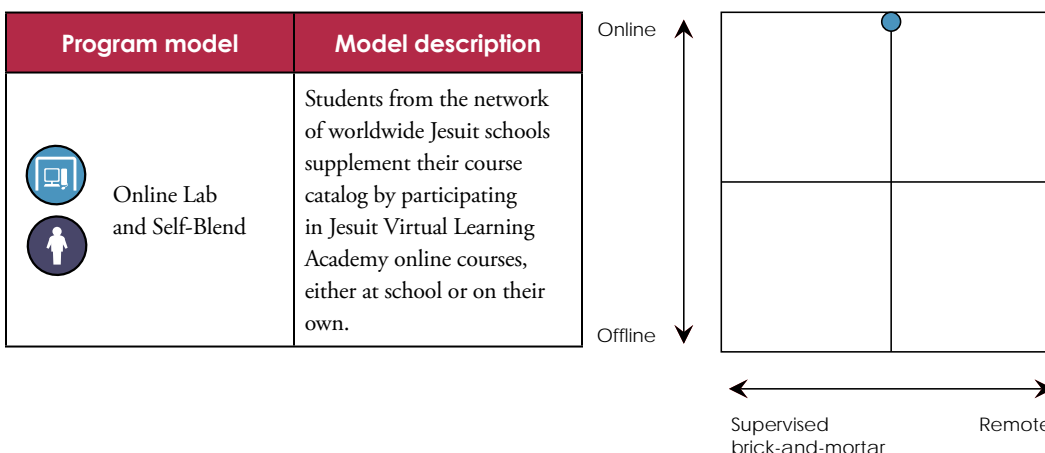 Program model
Model description
Online Lab
and Self-Blend
Students from the network
of worldwide Jesuit schools
supplement their course
catalog by participating
in Jesuit Virtual Learning
Academy online courses,
either at school or on their
own.
Online
Offline
Supervised
brick-and-mortar
Remote